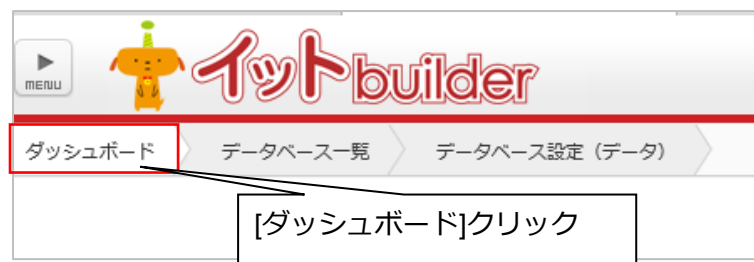 MENU
イットbuilder
ダッシュボード
データベース一覧
データベース設定（データ）
[ダッシュボード]クリック